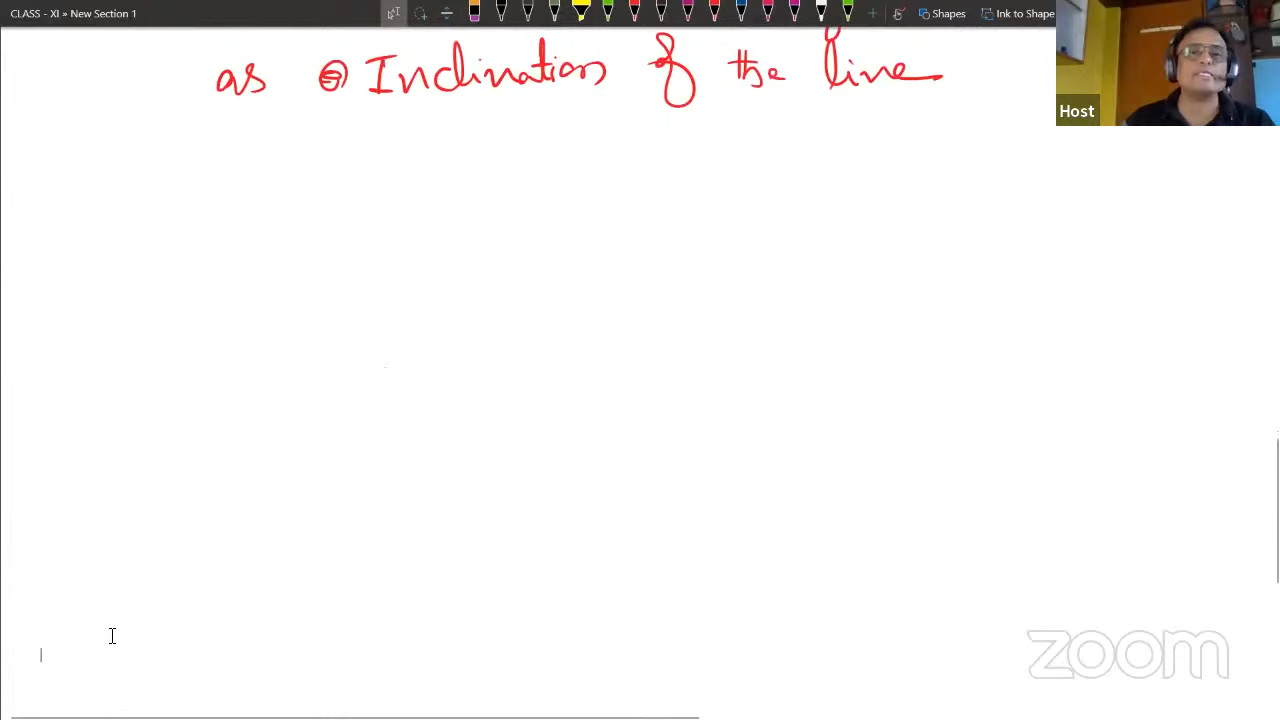 CLASS - XI » New Section 1
Shapes
Ink to Shape
as Inclination of the line
Host
zoom